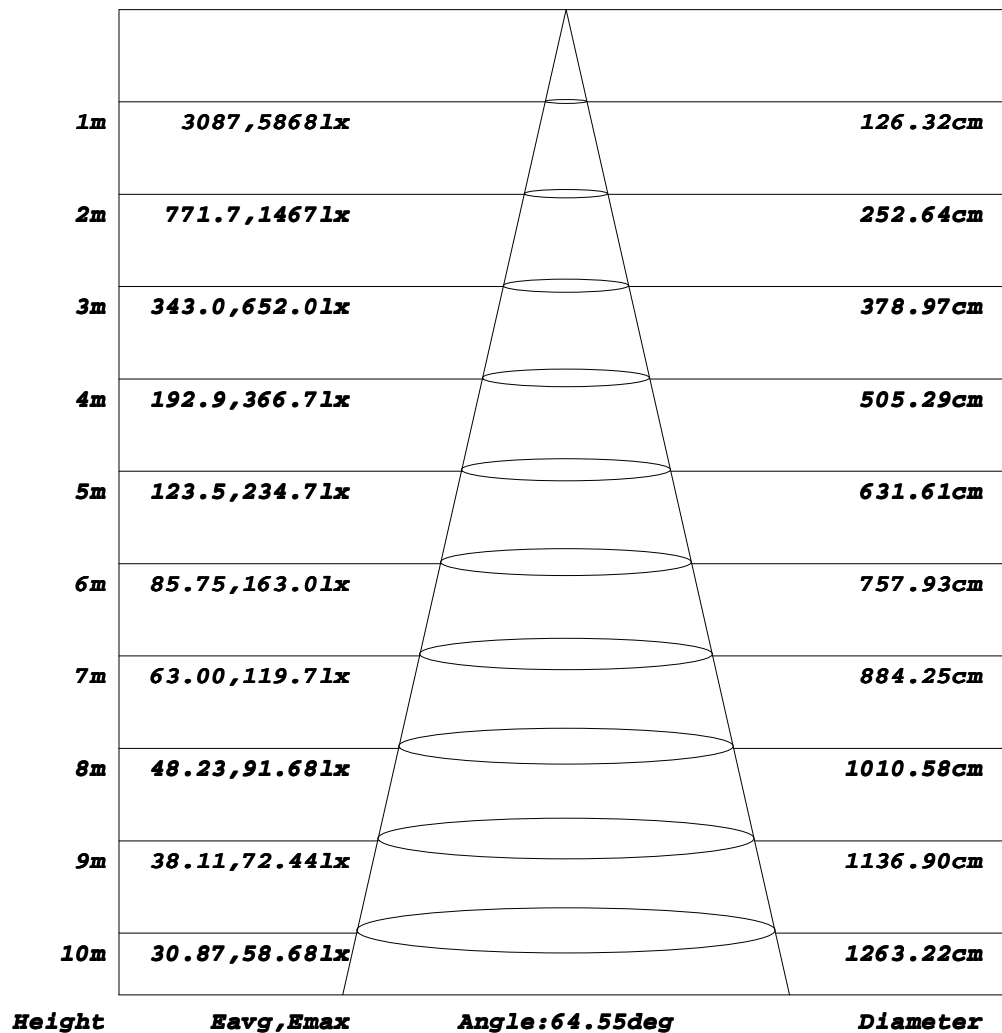 1m 3087,5868lx 126.32cm
2m 771.7,1467lx 252.64cm
3m 343.0,652.0lx 378.97cm
4m 192.9,366.7lx 505.29cm
5m 123.5,234.7lx 631.61cm
6m 85.75,163.0lx 757.93cm
7m 63.00,119.7lx 884.25cm
8m 48.23,91.68lx 1010.58cm
9m 38.11,72.44lx 1136.90cm
10m 30.87,58.68lx 1263.22cm
Height Eavg,Emax Angle:64.55deg Diameter